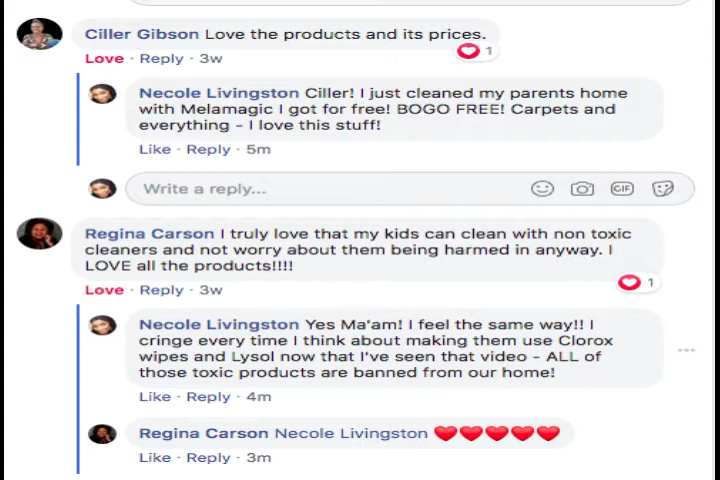 Ciller Gibson Love the products and its prices.
1
Love · Reply · 3w
Necole Livingston Ciller! I just cleaned my parents home
with Melamagic I got for free! BOGO FREE! Carpets and
everything - I love this stuff!
Like · Reply · 5m
Write a reply...
GIF
Regina Carson I truly love that my kids can clean with non toxic
cleaners and not worry about them being harmed in anyway. I
LOVE all the products!!!!
1
Love · Reply · 3w
Necole Livingston Yes Ma'am! I feel the same way!! I
cringe every time I think about making them use Clorox
wipes and Lysol now that I've seen that video - ALL of
those toxic products are banned from our home!
Like · Reply · 4m
Regina Carson Necole Livingston ❤❤❤❤❤
Like · Reply · 3m